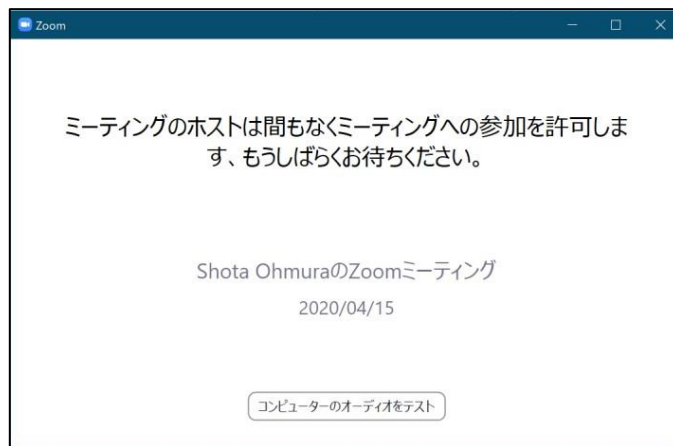 Zoom
ミーティングのホストは間もなくミーティングへの参加を許可しま
す、もうしばらくお待ちください。
Shota OhmuraのZoomミーティング
2020/04/15
コンピューターのオーディオをテスト